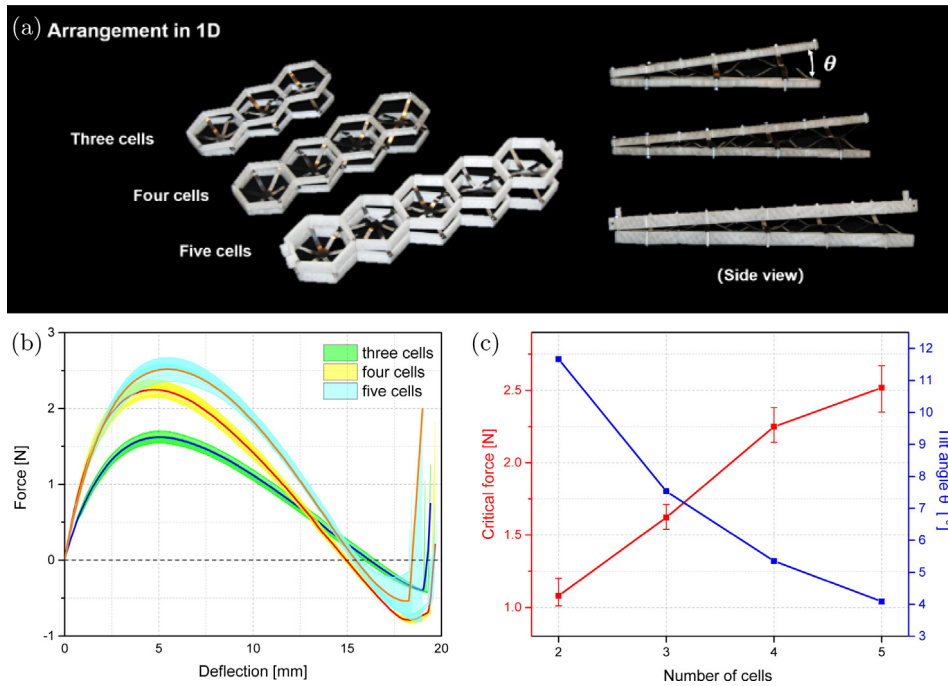 (a) Arrangement in 1D
θ
Three cells
Four cells
Five cells
(Side view)
(b)
(c)
3
2
1
0
-1
Force [N]
three cells
four cells
five cells
0 5 10 15 20
Deflection [mm]
2.5
2.0
1.5
1.0
Critical force [N]
12
11
10
9
8
7
6
5
4
3
angle θ
2 3 4 5
Number of cells